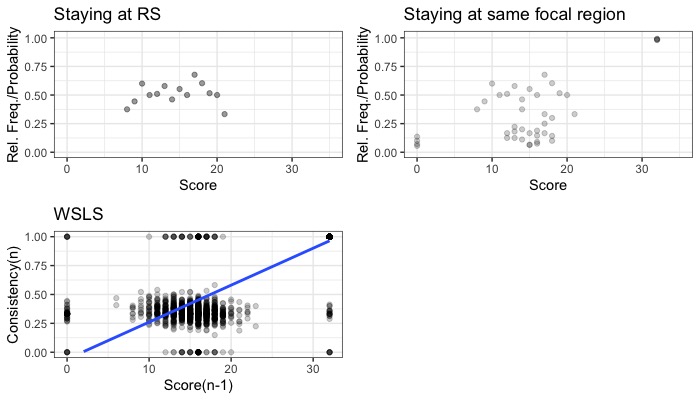 Staying at RS
Rel. Freq./Probability
1.00
0.75
0.50
0.25
0.00
0 10 20 30
Score
Staying at same focal region
Rel. Freq./Probability
1.00
0.75
0.50
0.25
0.00
0 10 20 30
Score
WSLS
Consistency(n)
1.00
0.75
0.50
0.25
0.00
0 10 20 30
Score(n-1)